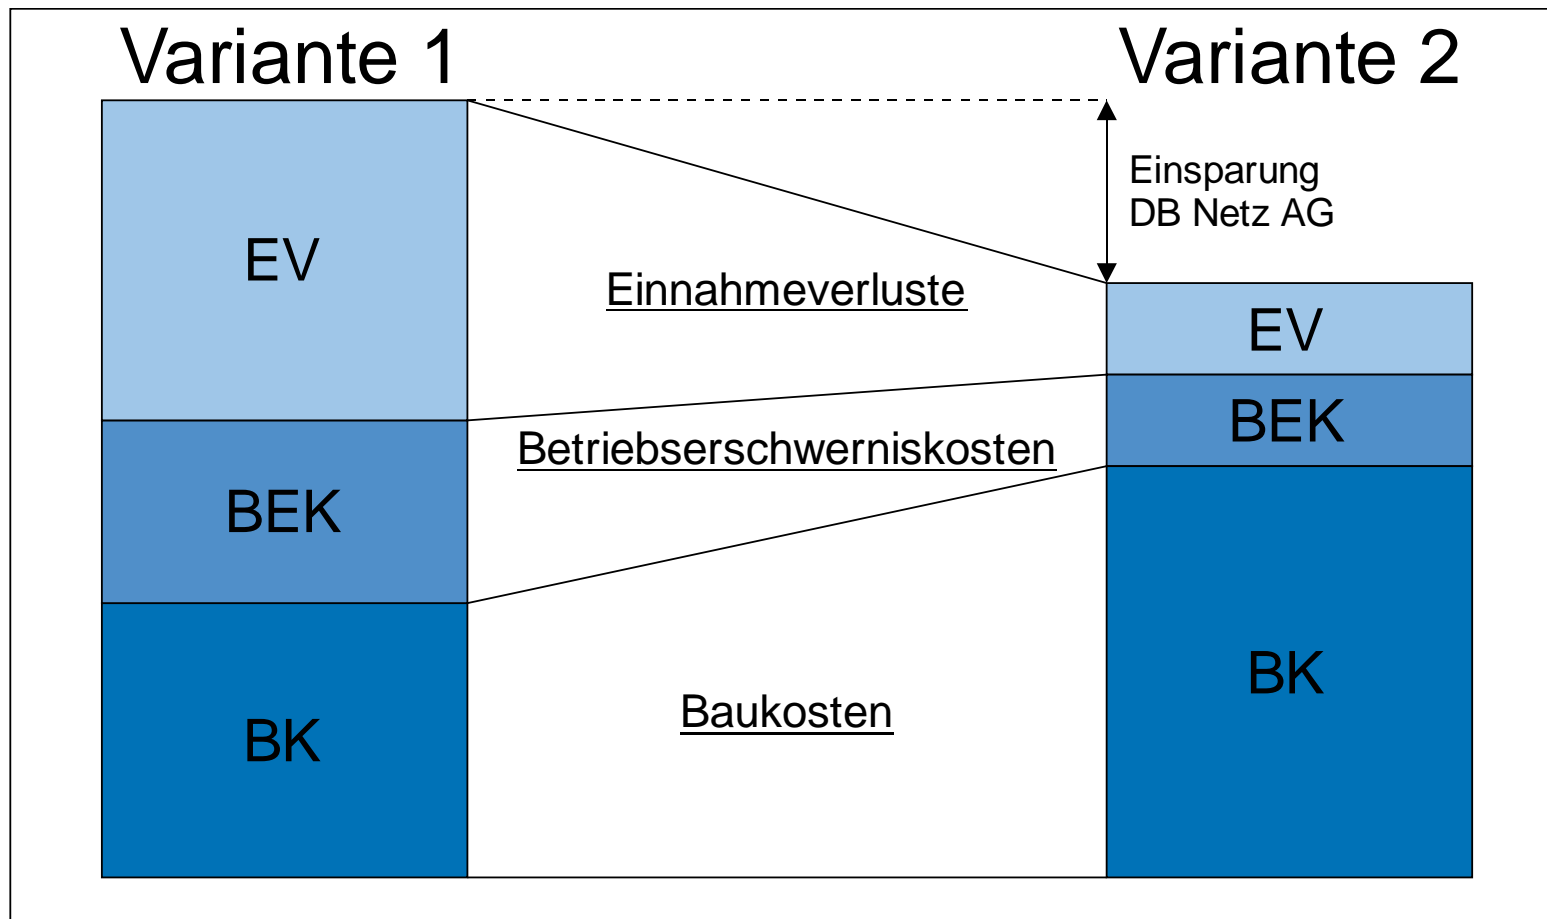 Variante 1
Variante 2
Einsparung
DB Netz AG
EV
Einnahmeverluste
EV
BEK
Betriebserschwerniskosten
BEK
BK
Baukosten
BK